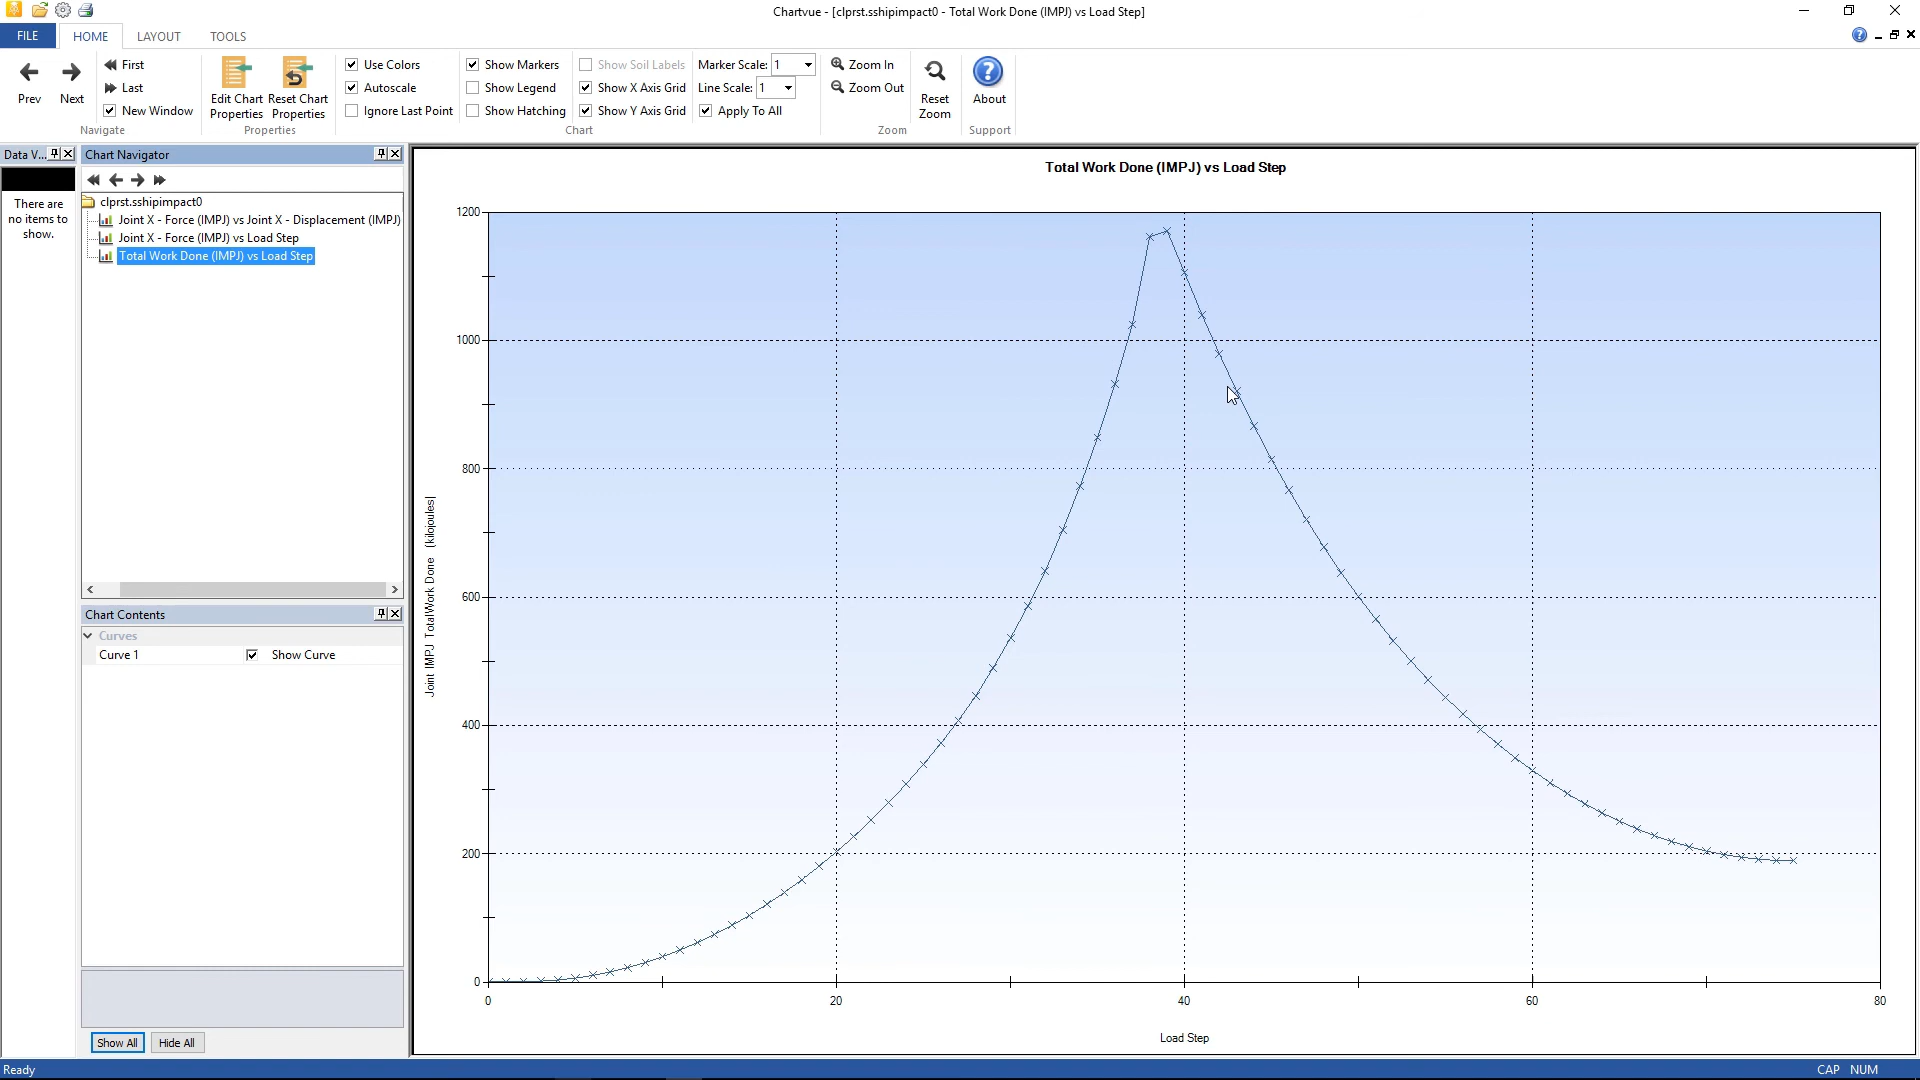 Chartvue - [clprst.sshipimpact0 - Total Work Done (IMPJ) vs Load Step]
FILE HOME LAYOUT TOOLS
Prev Next
First
Last
New Window
Navigate
Edit Chart Properties
Reset Chart Properties
Properties
Use Colors
Autoscale
Ignore Last Point
Show Markers
Show Legend
Show Hatching
Show Soil Labels
Show X Axis Grid
Show Y Axis Grid
Marker Scale: 1
Line Scale: 1
Apply To All
Chart
Zoom In
Zoom Out
Reset Zoom
Zoom
About
Support
Data V...
There are
no items to
show.
Chart Navigator
clprst.sshipimpact0
Joint X - Force (IMPJ) vs Joint X - Displacement (IMPJ)
Joint X - Force (IMPJ) vs Load Step
Total Work Done (IMPJ) vs Load Step
Chart Contents
Curves
Curve 1 Show Curve
Show All Hide All
Total Work Done (IMPJ) vs Load Step
Joint IMPJ TotalWork Done (kilojoules)
1200
1000
800
600
400
200
0
0 20 40 60 80
Load Step
Ready
CAP NUM